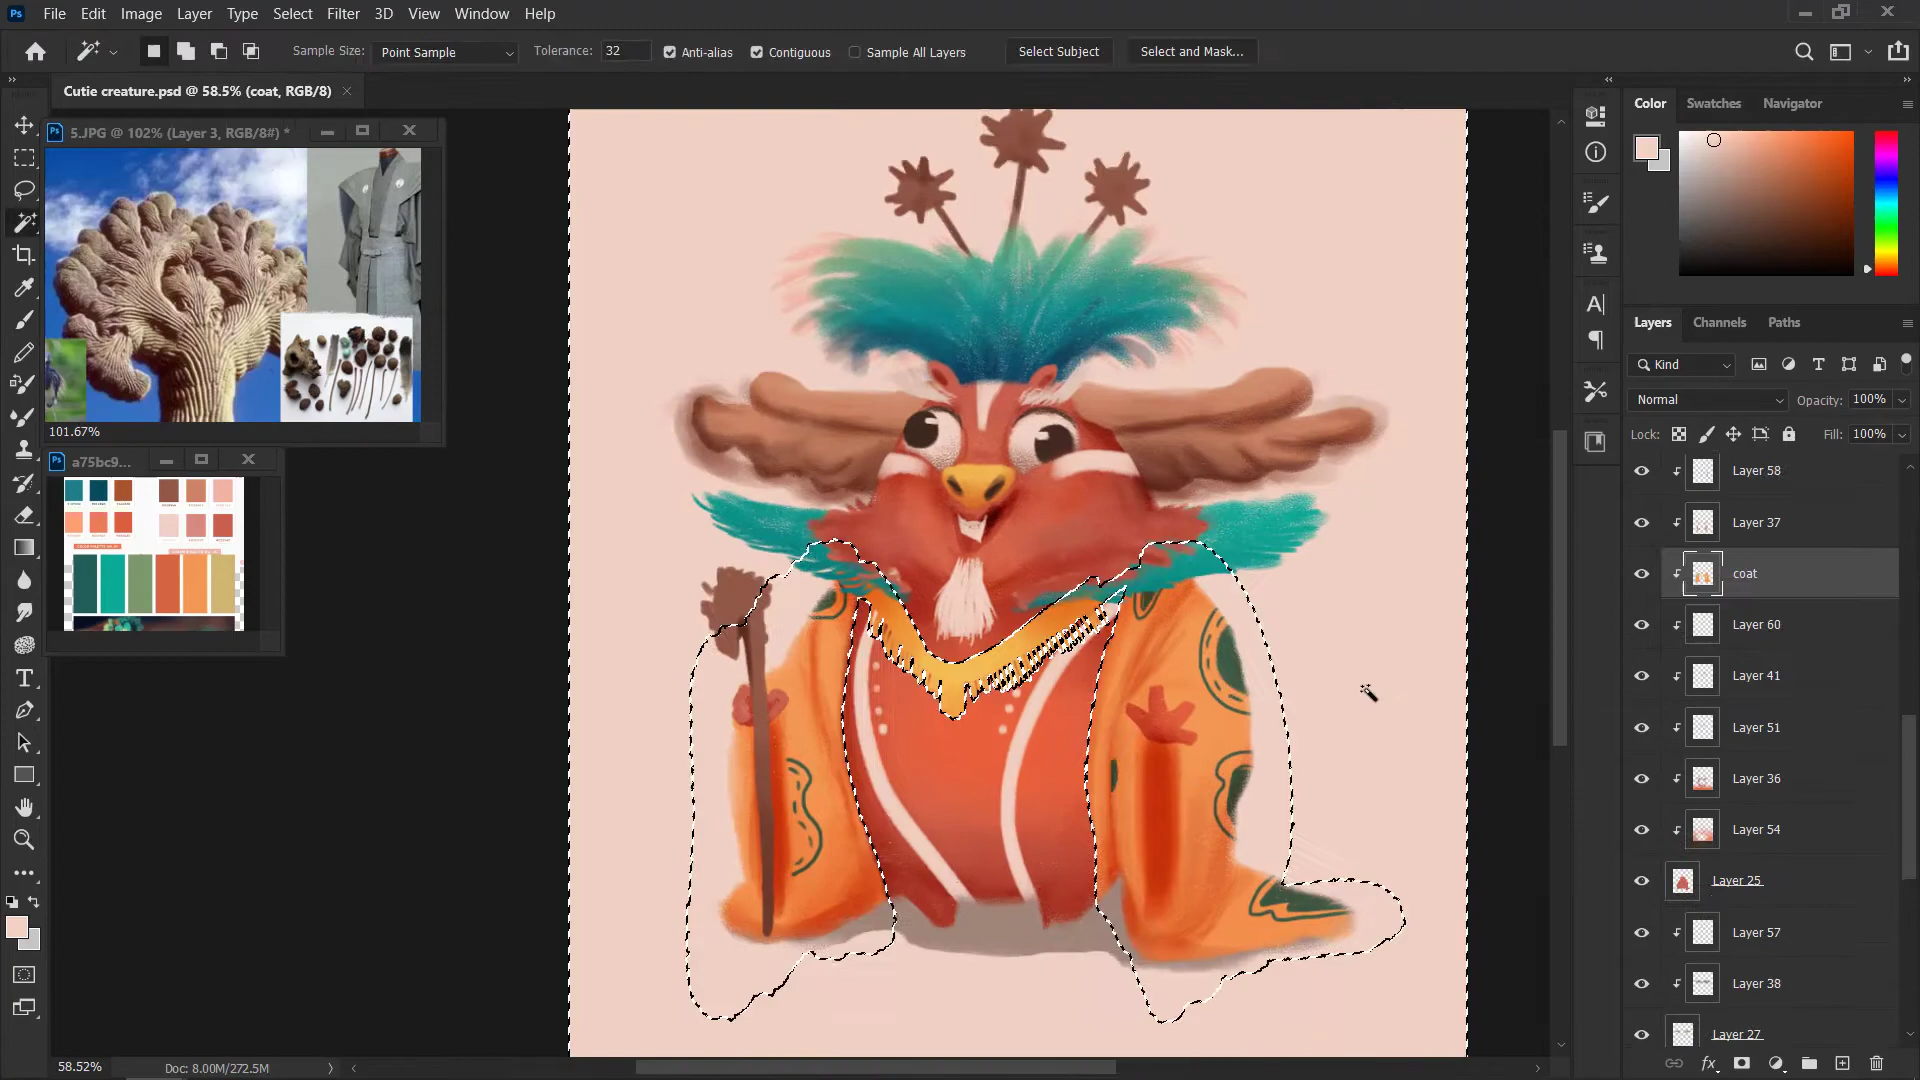 Ps File Edit Image Layer Type Select Filter 3D View Window Help
Sample Size: Point Sample Tolerance: 32 Anti-alias Contiguous Sample All Layers Select Subject Select and Mask...
Cutie creature.psd @ 58.5% (coat, RGB/8)
Color Swatches Navigator
5.JPG @ 102% (Layer 3, RGB/8#) *
101.67%
a75bc9...
Layers Channels Paths
Kind
Normal Opacity: 100%
Lock: Fill: 100%
Layer 58
Layer 37
coat
Layer 60
Layer 41
Layer 51
Layer 36
Layer 54
Layer 25
Layer 57
Layer 38
Layer 27
58.52% Doc: 8.00M/272.5M